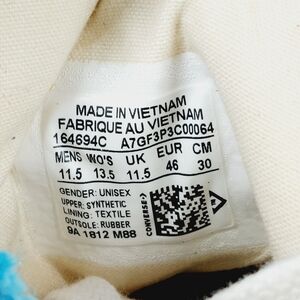 MADE IN VIETNAM
FABRIQUE AU VIETNAM
164694C A7GF3P3C00064
MENS WO'S UK EUR CM
11.5 13.5 11.5 46 30
GENDER: UNISEX
UPPER: SYNTHETIC
LINING: TEXTILE
OUTSOLE: RUBBER
9A 1812 M88
CONVERSE